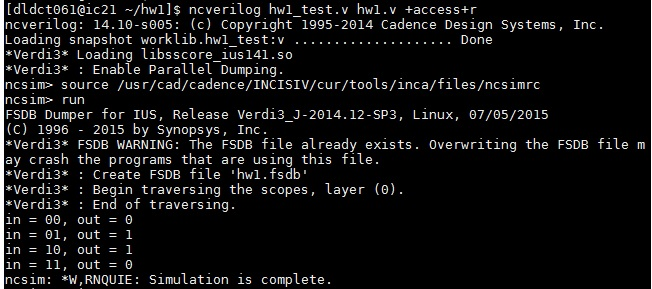 [dldct061@ic21 ~/hw1]$ ncverilog hw1_test.v hw1.v +access+r
ncverilog: 14.10-s005: (c) Copyright 1995-2014 Cadence Design Systems, Inc.
Loading snapshot worklib.hw1_test:v .................... Done
*Verdi3* Loading libsscore_ius141.so
*Verdi3* : Enable Parallel Dumping.
ncsim> source /usr/cad/cadence/INCISIV/cur/tools/inca/files/ncsimrc
ncsim> run
FSDB Dumper for IUS, Release Verdi3_J-2014.12-SP3, Linux, 07/05/2015
(C) 1996 - 2015 by Synopsys, Inc.
*Verdi3* FSDB WARNING: The FSDB file already exists. Overwriting the FSDB file m
ay crash the programs that are using this file.
*Verdi3* : Create FSDB file 'hw1.fsdb'
*Verdi3* : Begin traversing the scopes, layer (0).
*Verdi3* : End of traversing.
in = 00, out = 0
in = 01, out = 1
in = 10, out = 1
in = 11, out = 0
ncsim: *W,RNQUIE: Simulation is complete.